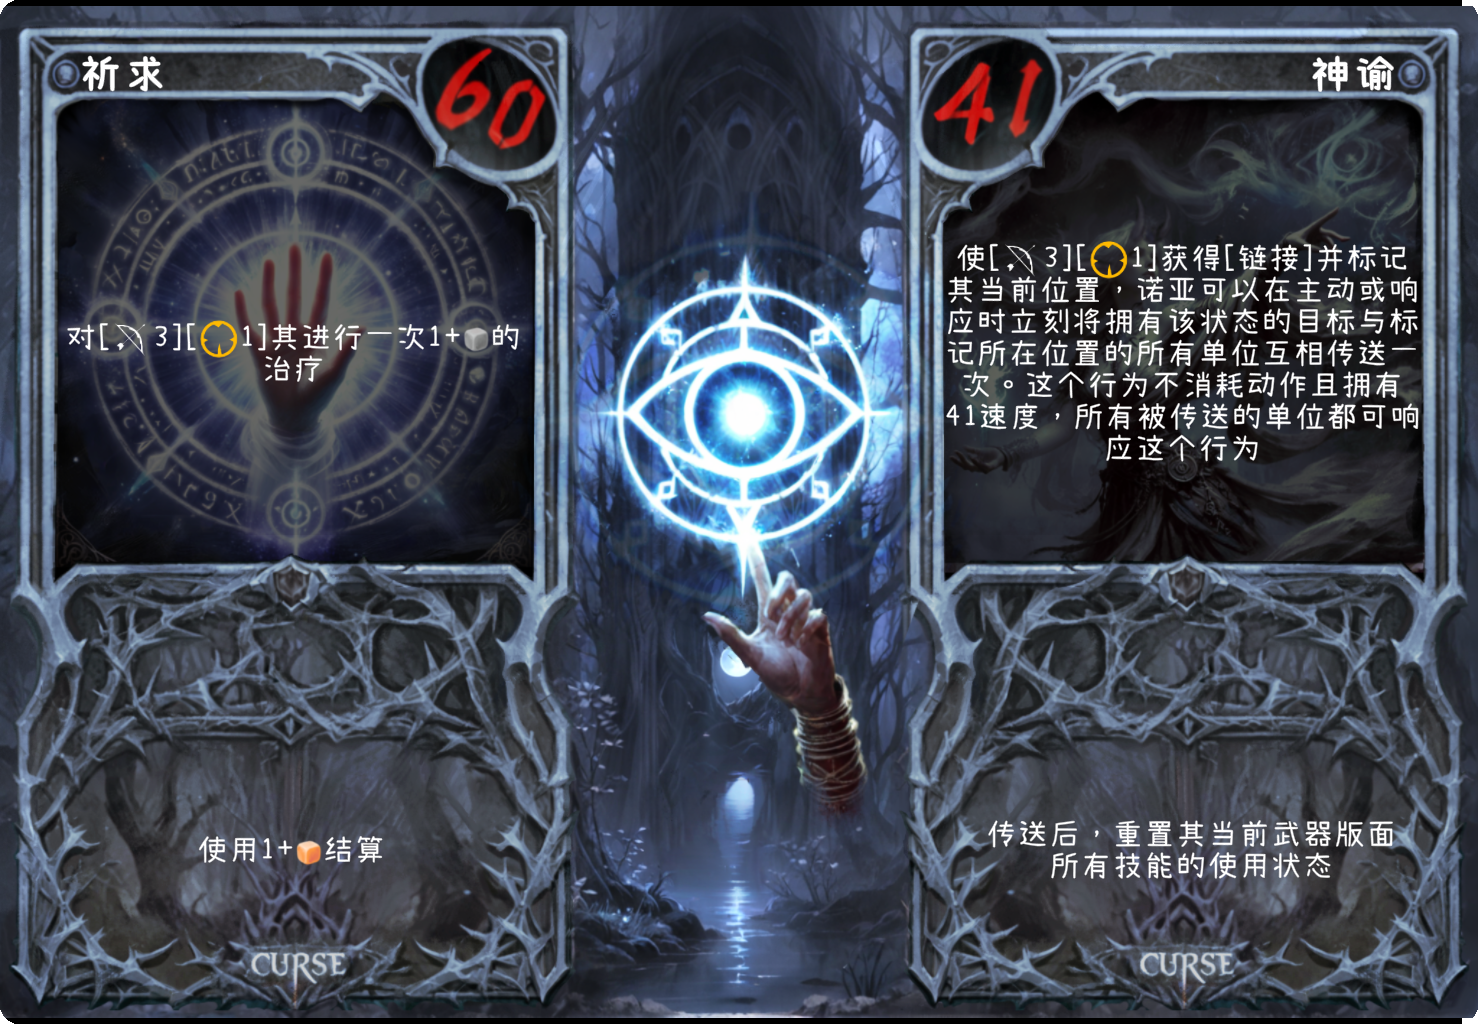 祈求
60
对[3][1]其进行一次1+的
治疗
使用1+结算
CURSE
41
神谕
使[3][1]获得[链接]并标记
其当前位置，诺亚可以在主动或响
应时立刻将拥有该状态的目标与标
记所在位置的所有单位互相传送一
次。这个行为不消耗动作且拥有
41速度，所有被传送的单位都可响
应这个行为
传送后，重置其当前武器版面
所有技能的使用状态
CURSE